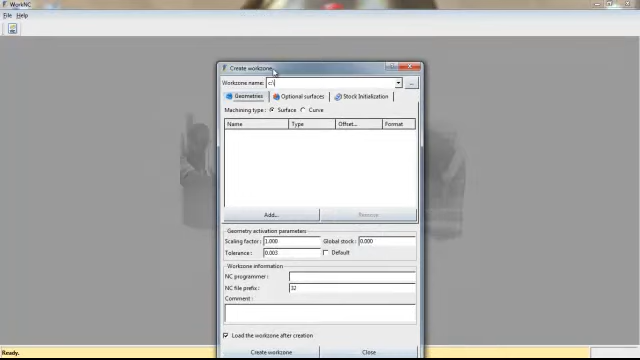 WorkNC
File Help
Create workzone
Workzone name: c:\
...
Geometries Optional surfaces Stock Initialization
Machining type: Surface Curve
Name Type Offset... Format
Add... Remove
Geometry activation parameters
Scaling factor: 1.000 Global stock: 0.000
Tolerance: 0.003 Default
Workzone information
NC programmer:
NC file prefix: 32
Comment:
Load the workzone after creation
Create workzone Close
Ready.